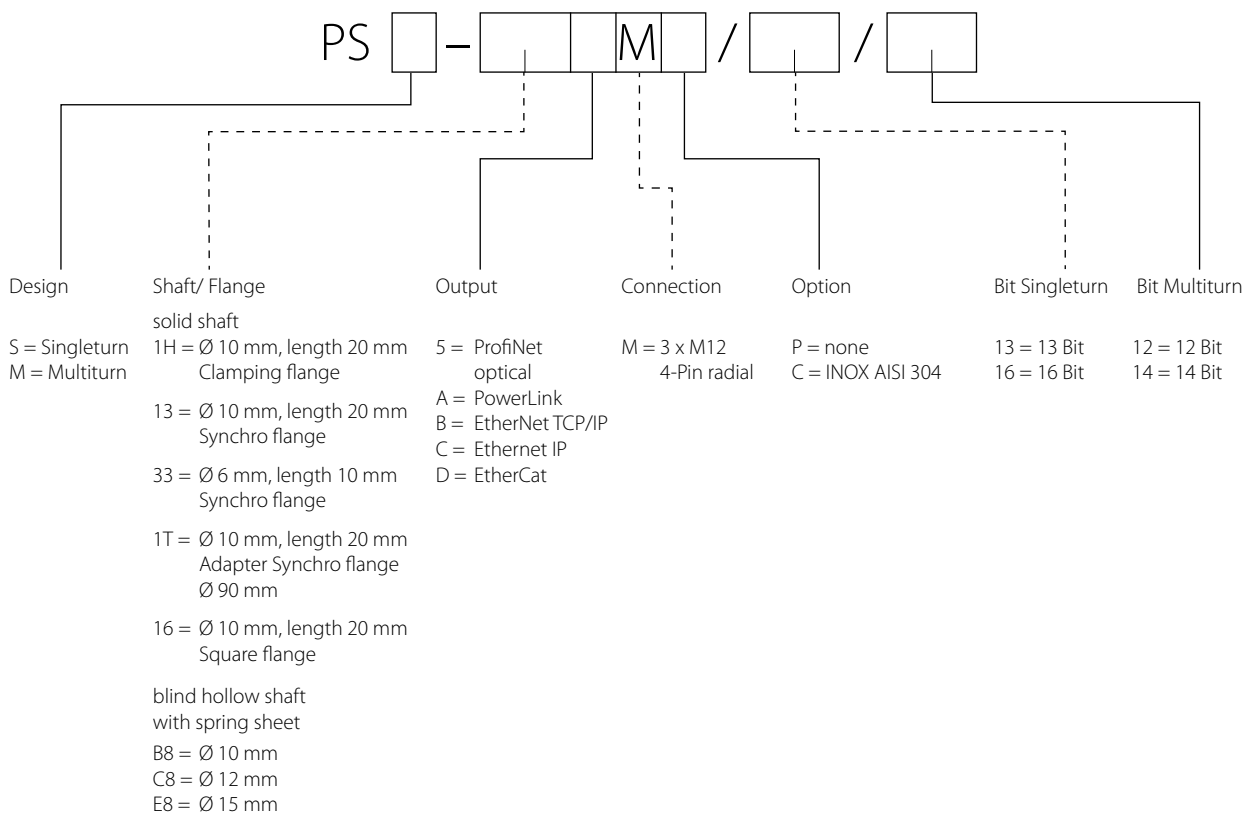 PS – M / /
Design
S = Singleturn
M = Multiturn
Shaft/ Flange
solid shaft
1H = Ø 10 mm, length 20 mm
Clamping flange
13 = Ø 10 mm, length 20 mm
Synchro flange
33 = Ø 6 mm, length 10 mm
Synchro flange
1T = Ø 10 mm, length 20 mm
Adapter Synchro flange
Ø 90 mm
16 = Ø 10 mm, length 20 mm
Square flange
blind hollow shaft
with spring sheet
B8 = Ø 10 mm
C8 = Ø 12 mm
E8 = Ø 15 mm
Output
5 = ProfiNet
optical
A = PowerLink
B = EtherNet TCP/IP
C = Ethernet IP
D = EtherCat
Connection
M = 3 x M12
4-Pin radial
Option
P = none
C = INOX AISI 304
Bit Singleturn
13 = 13 Bit
16 = 16 Bit
Bit Multiturn
12 = 12 Bit
14 = 14 Bit